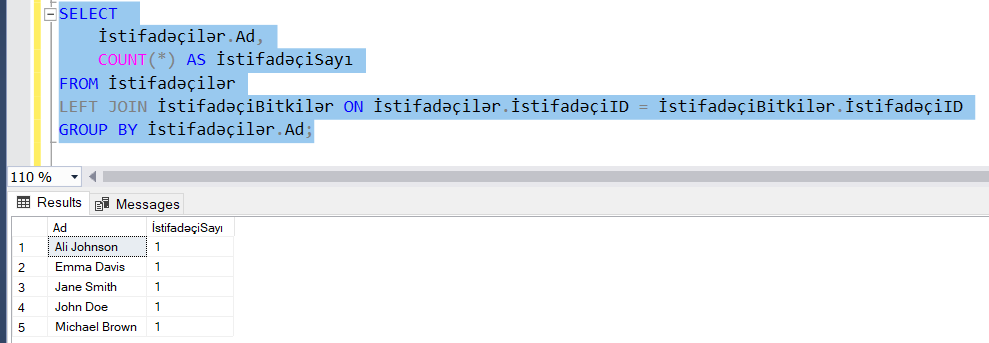 SELECT
İstifadəçilər.Ad,
COUNT(*) AS İstifadəçiSayı
FROM İstifadəçilər
LEFT JOIN İstifadəçiBitkilər ON İstifadəçilər.İstifadəçiID = İstifadəçiBitkilər.İstifadəçiID
GROUP BY İstifadəçilər.Ad;
110 %
Results Messages
Ad İstifadəçiSayı
1 Ali Johnson 1
2 Emma Davis 1
3 Jane Smith 1
4 John Doe 1
5 Michael Brown 1